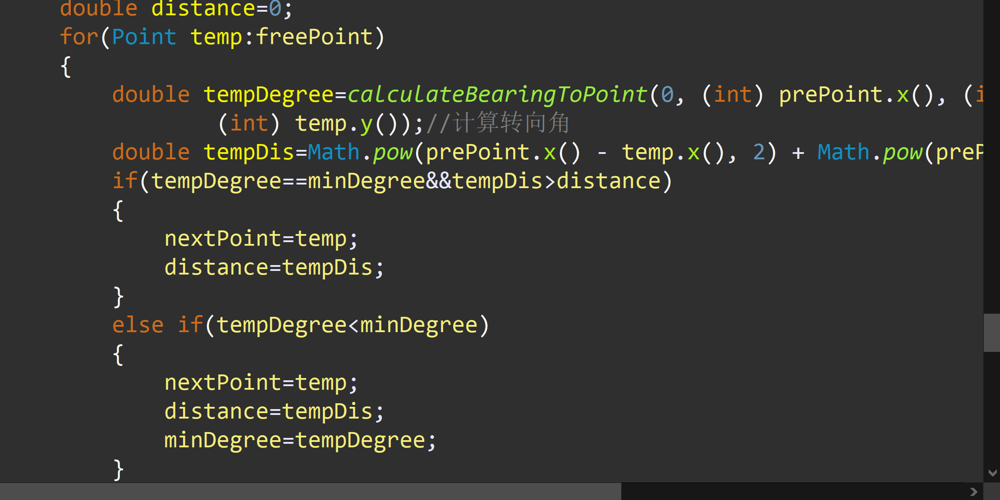 double distance=0;
for(Point temp:freePoint)
{
double tempDegree=calculateBearingToPoint(0, (int) prePoint.x(), (i
(int) temp.y());//计算转向角
double tempDis=Math.pow(prePoint.x() - temp.x(), 2) + Math.pow(preP
if(tempDegree==minDegree&&tempDis>distance)
{
nextPoint=temp;
distance=tempDis;
}
else if(tempDegree<minDegree)
{
nextPoint=temp;
distance=tempDis;
minDegree=tempDegree;
}